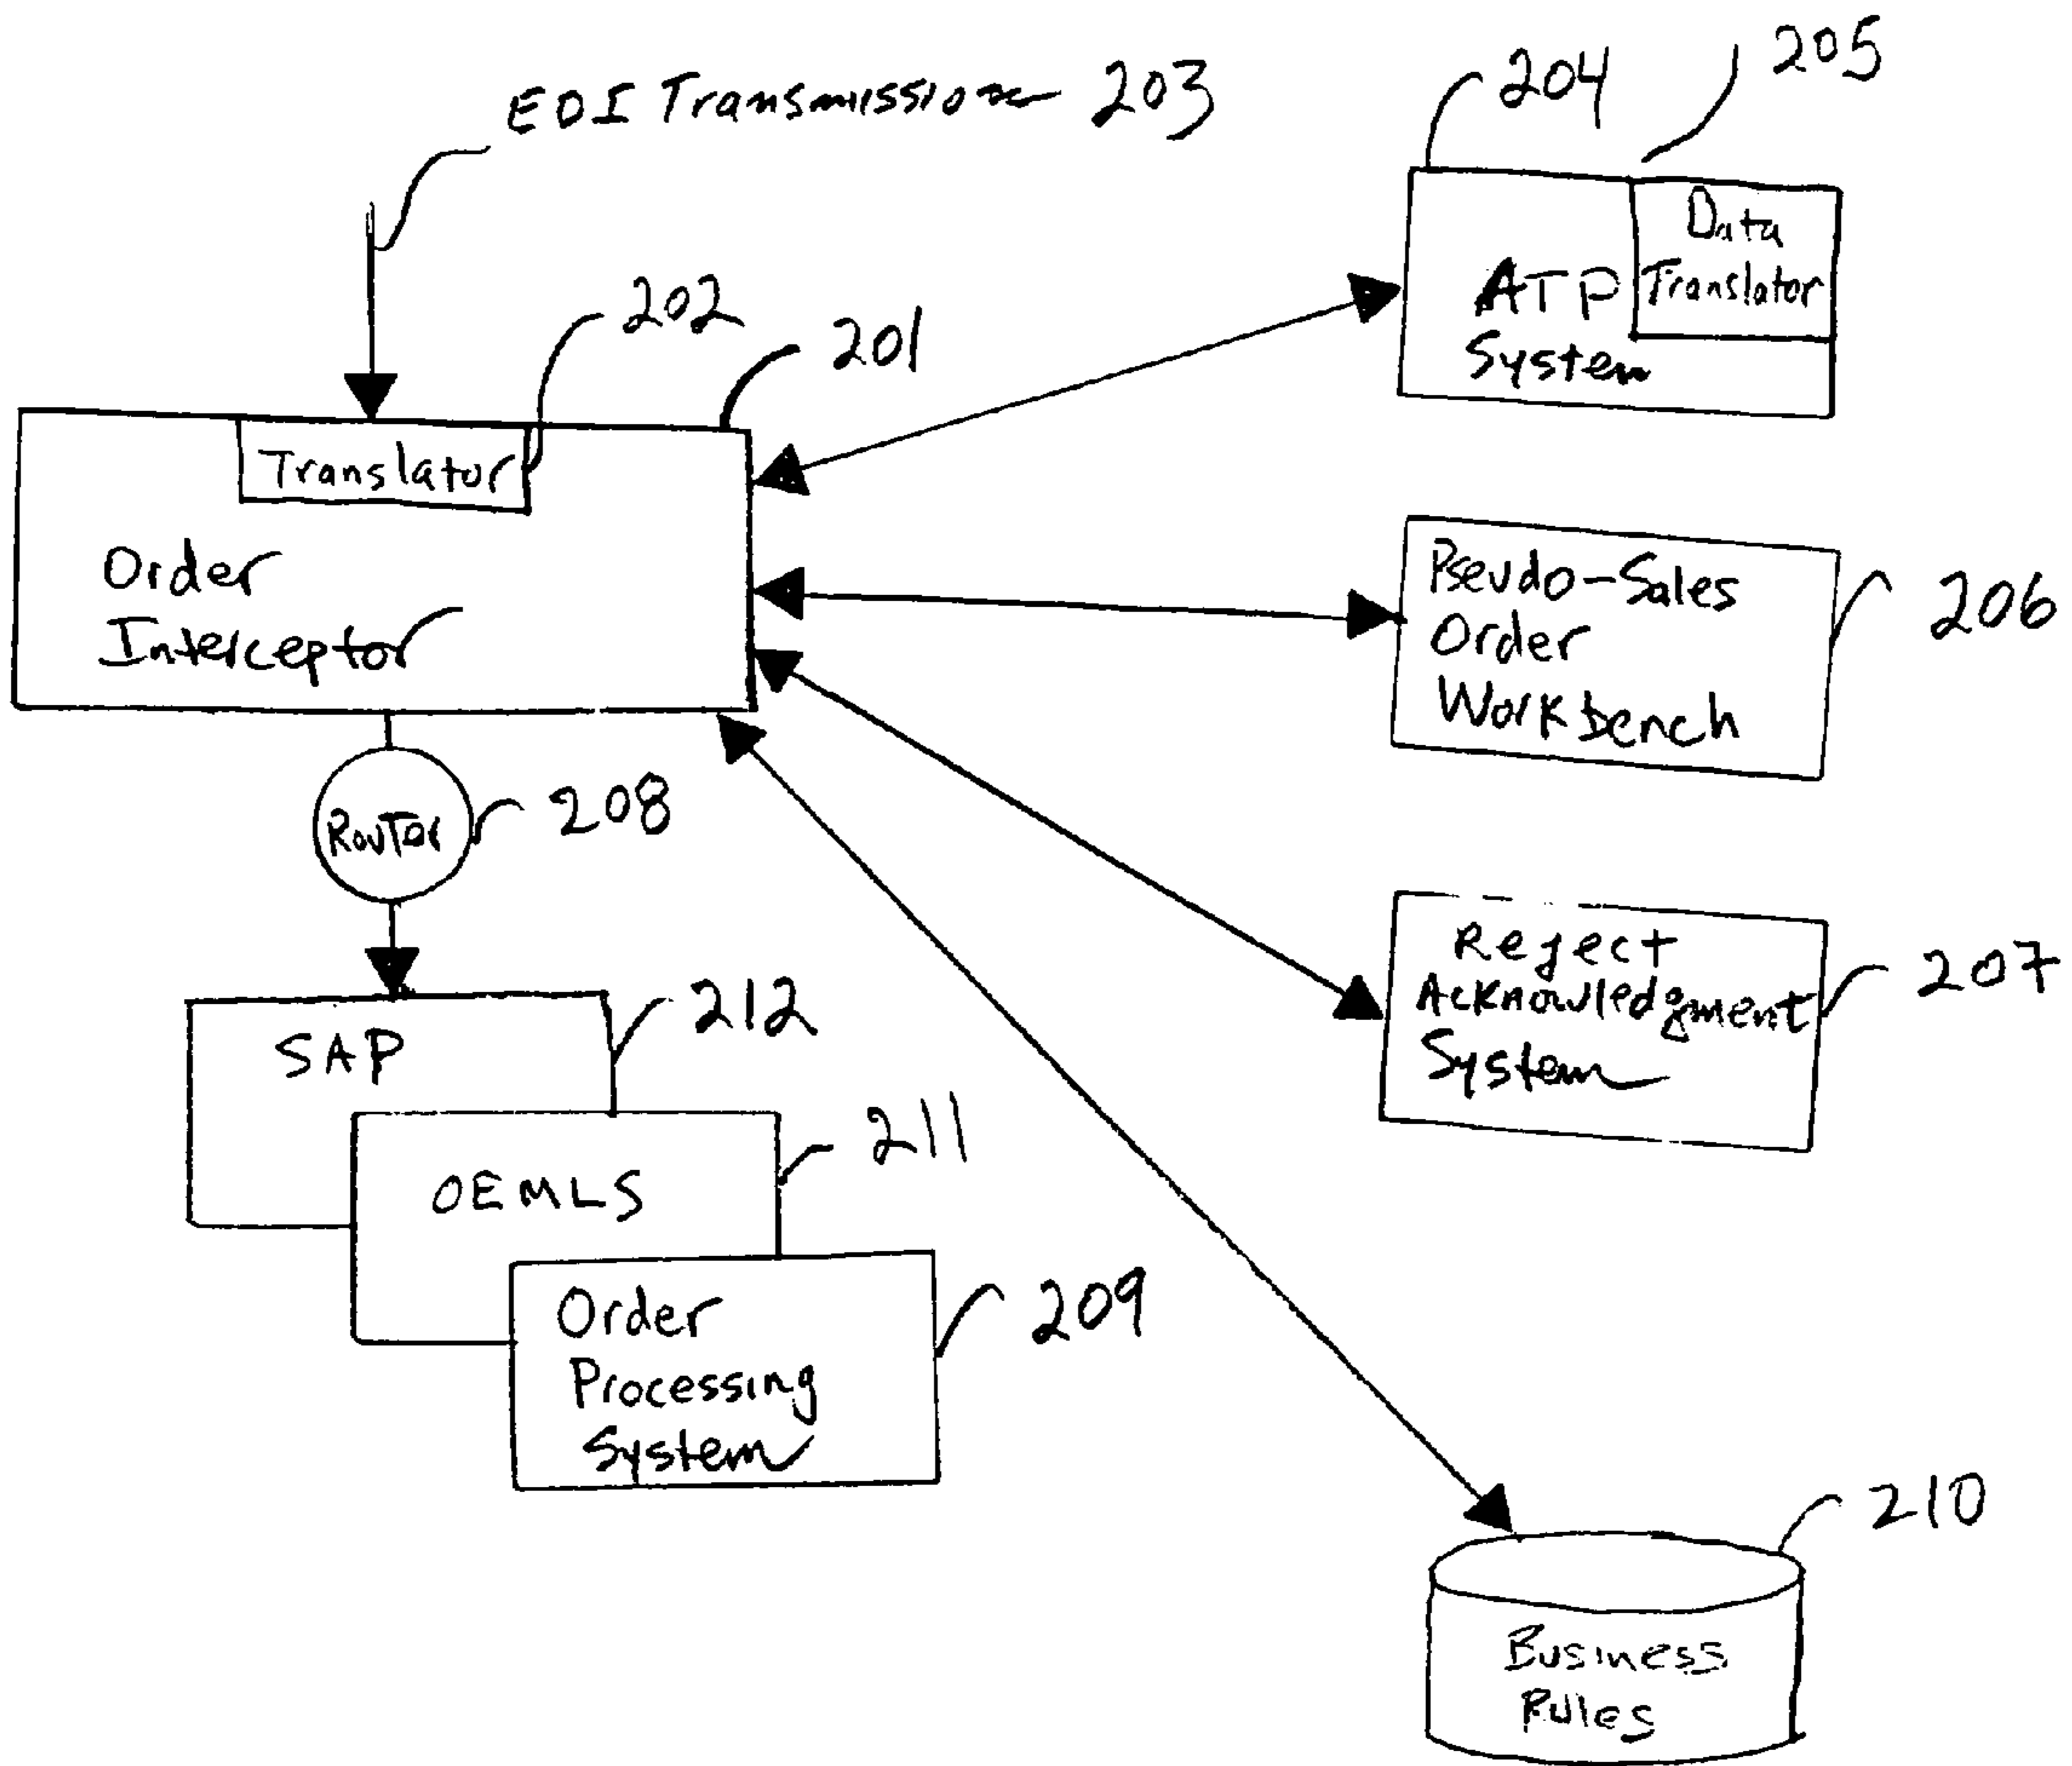 EDI Transmission 203
204
205
Data
Translator
ATP
System
202
201
Translator
Order
Interceptor
Pseudo-Sales
Order
Workbench
206
Router
208
Reject
Acknowledgment
System
207
SAP
212
OEMLS
211
Order
Processing
System
209
210
Business
Rules